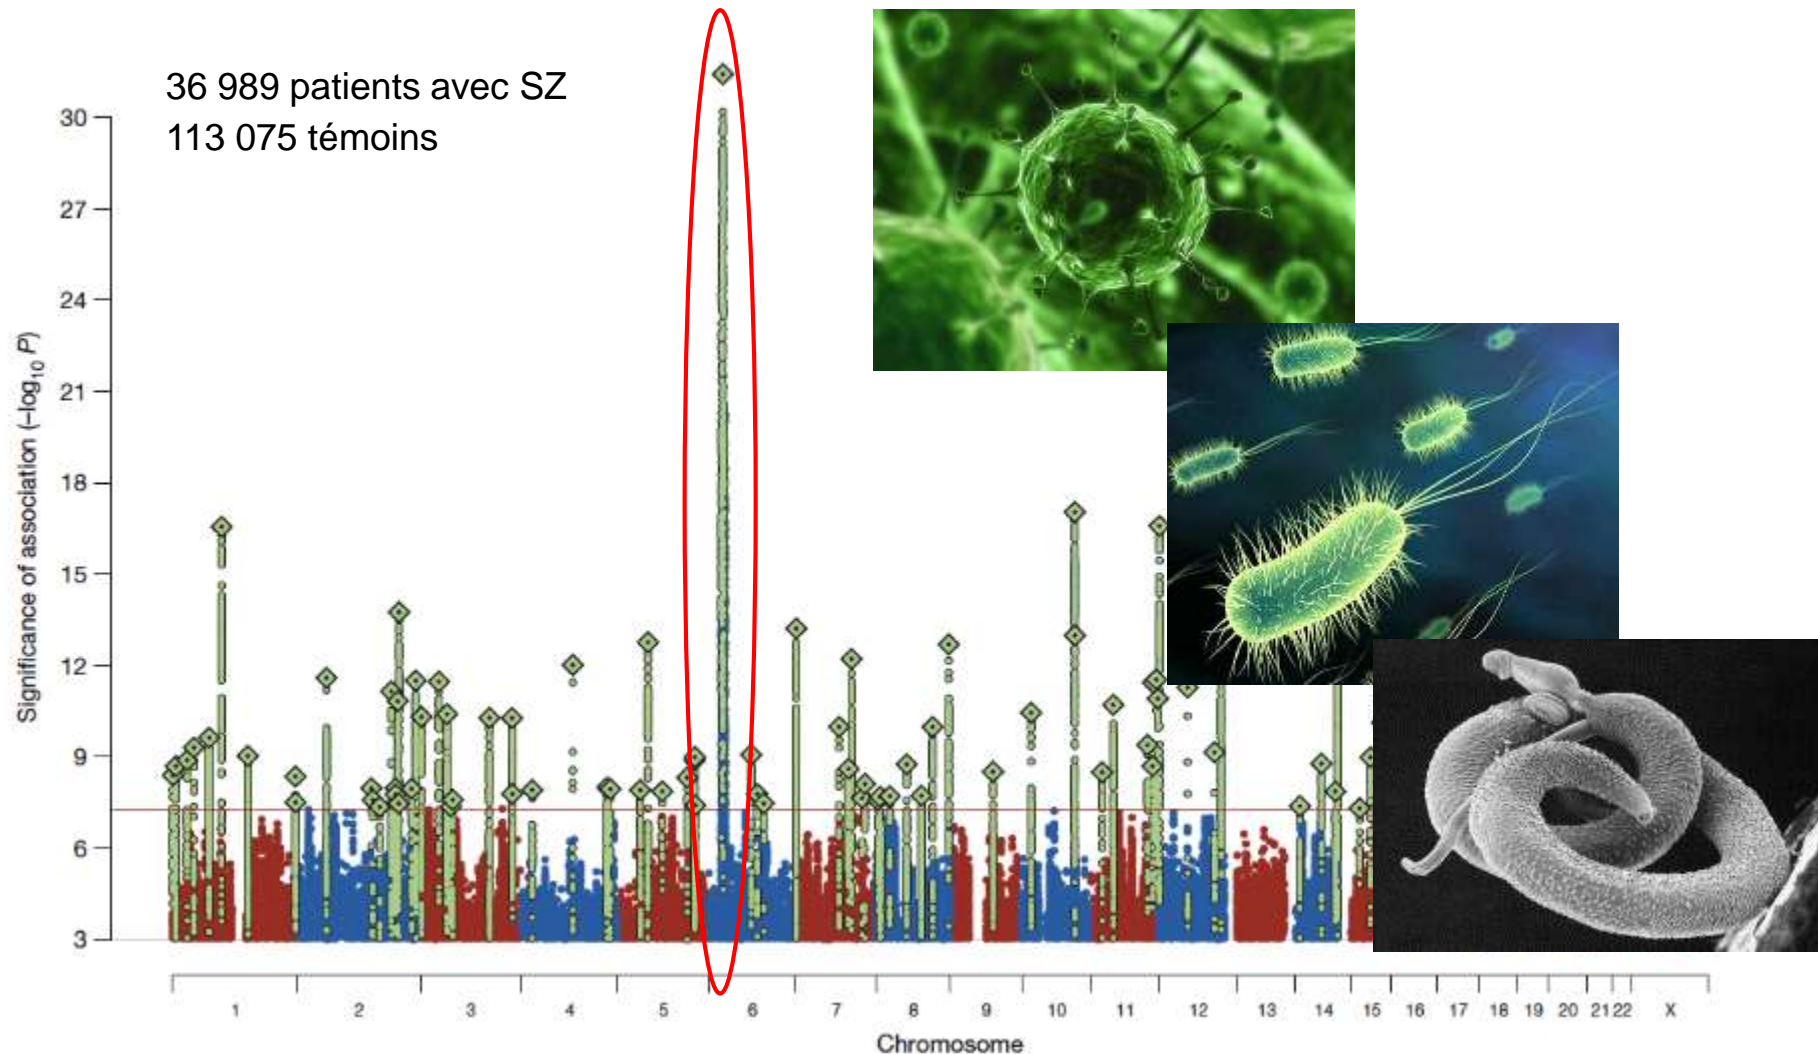 36 989 patients avec SZ
113 075 témoins
Significance of association (–log10 P)
30
27
24
21
18
15
12
9
6
3
1 2 3 4 5 6 7 8 9 10 11 12 13 14 15 16 17 18 19 20 21 22 X
Chromosome